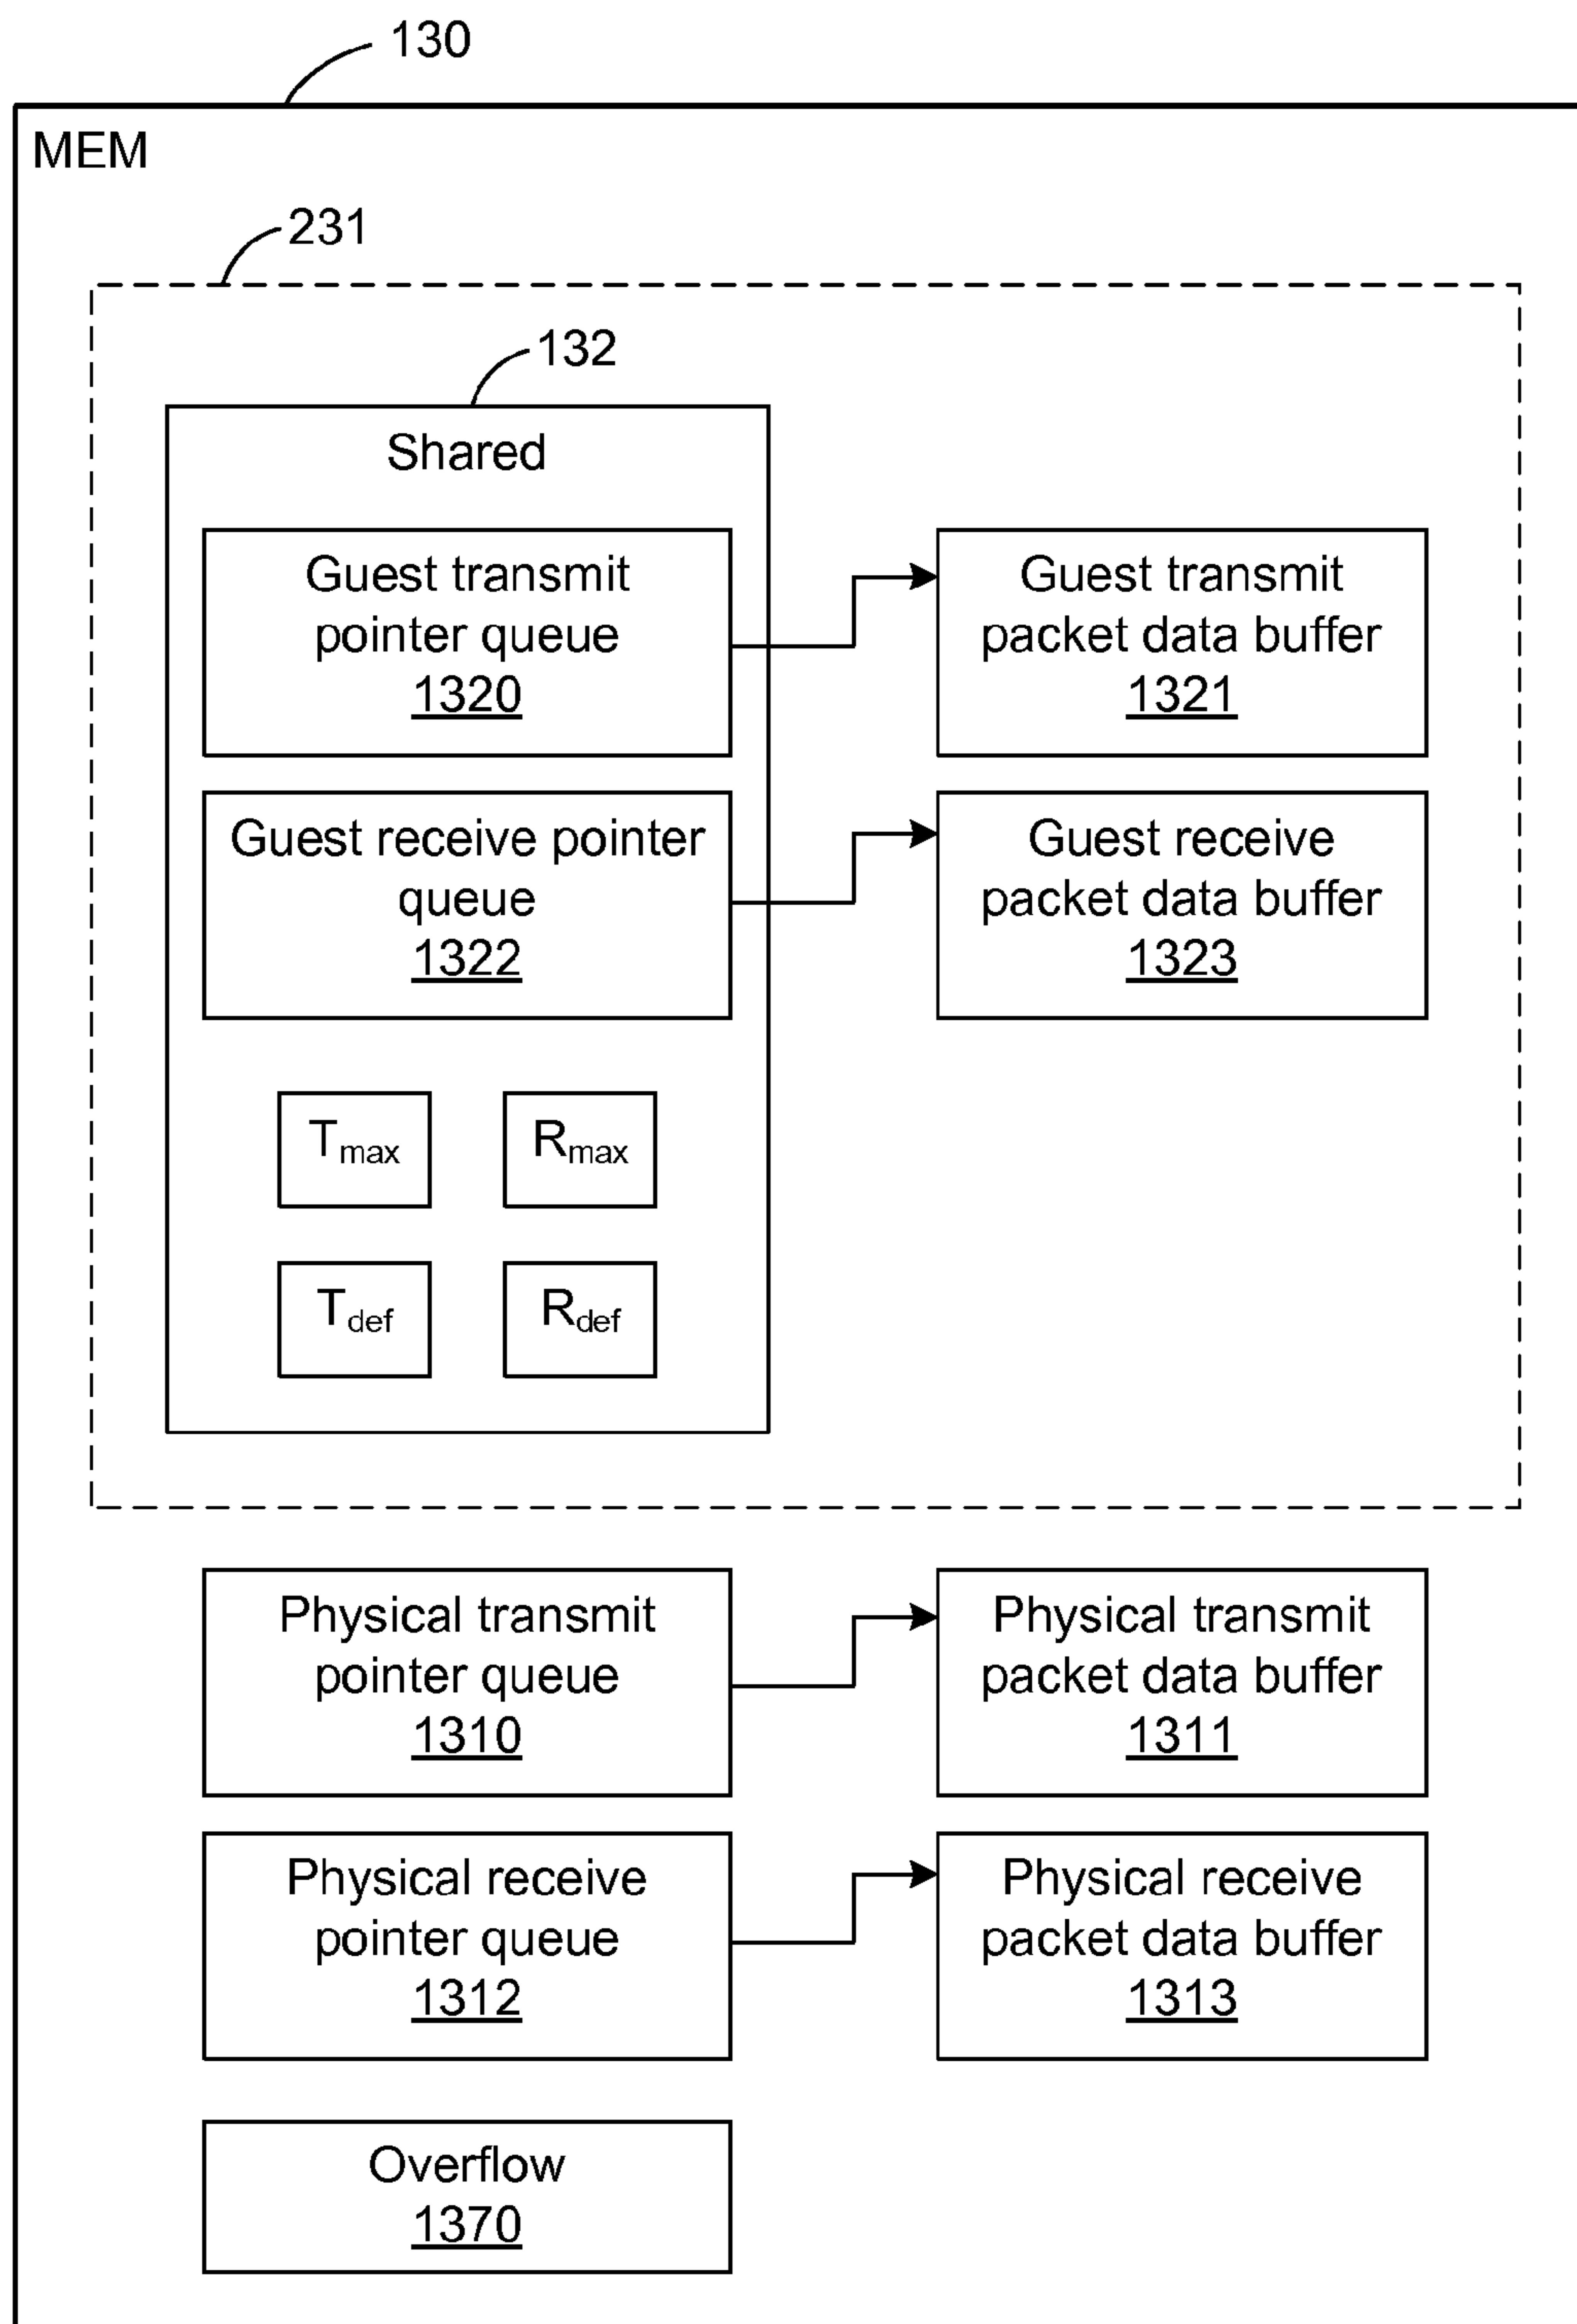 130
MEM
231
132
Shared
Guest transmit
pointer queue
1320
Guest transmit
packet data buffer
1321
Guest receive pointer
queue
1322
Guest receive
packet data buffer
1323
Tmax
Rmax
Tdef
Rdef
Physical transmit
pointer queue
1310
Physical transmit
packet data buffer
1311
Physical receive
pointer queue
1312
Physical receive
packet data buffer
1313
Overflow
1370